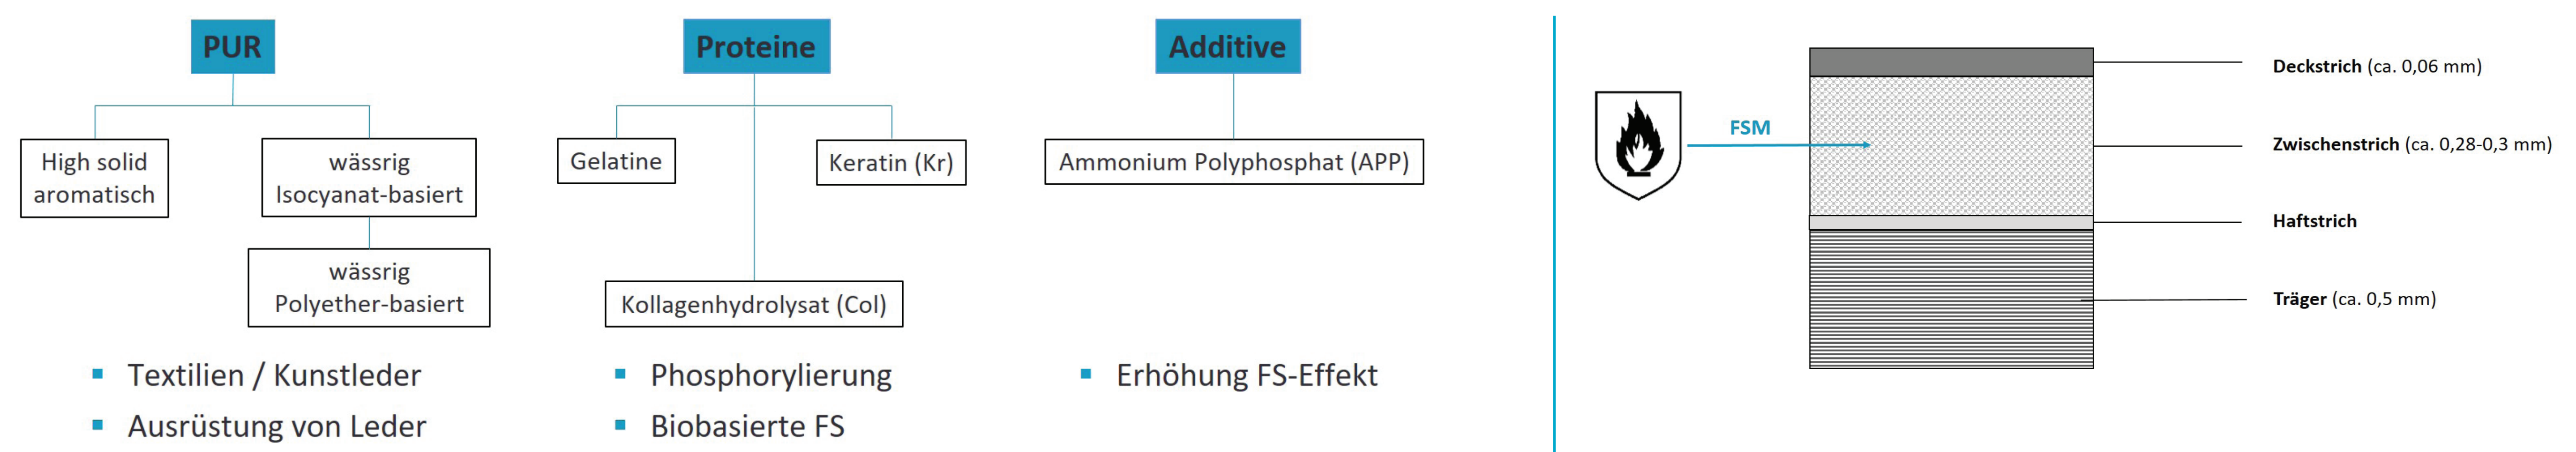 PUR
High solid
aromatisch
wässrig
Isocyanat-basiert
wässrig
Polyether-basiert
Textilien / Kunstleder
Ausrüstung von Leder
Proteine
Gelatine
Keratin (Kr)
Kollagenhydrolysat (Col)
Phosphorylierung
Biobasierte FS
Additive
Ammonium Polyphosphat (APP)
Erhöhung FS-Effekt
FSM
Deckstrich (ca. 0,06 mm)
Zwischenstrich (ca. 0,28-0,3 mm)
Haftstrich
Träger (ca. 0,5 mm)